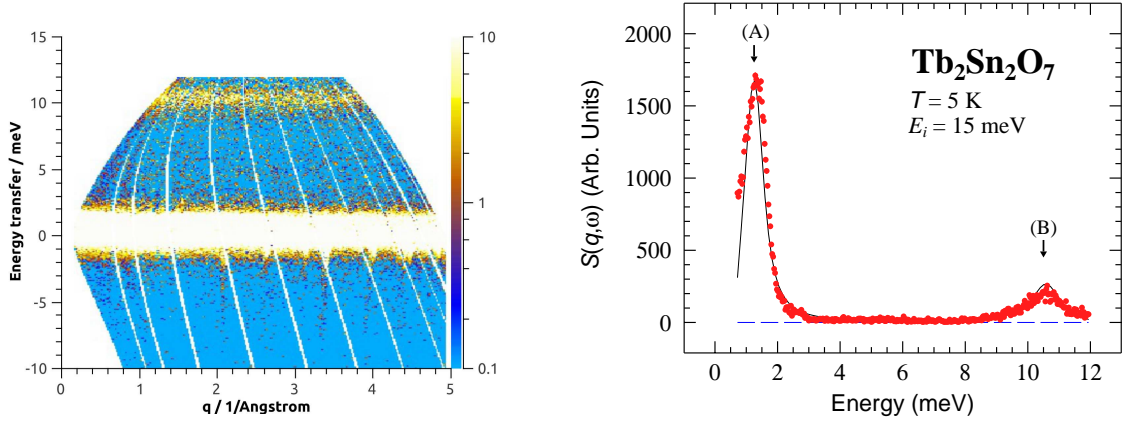 15
10
5
0
-5
-10
Energy transfer / meV
0 1 2 3 4 5
q / 1/Angstrom
10
1
0.1
2000
1500
1000
500
0
S(q,ω) (Arb. Units)
(A)
(B)
Tb₂Sn₂O₇
T = 5 K
Eᵢ = 15 meV
0 2 4 6 8 10 12
Energy (meV)